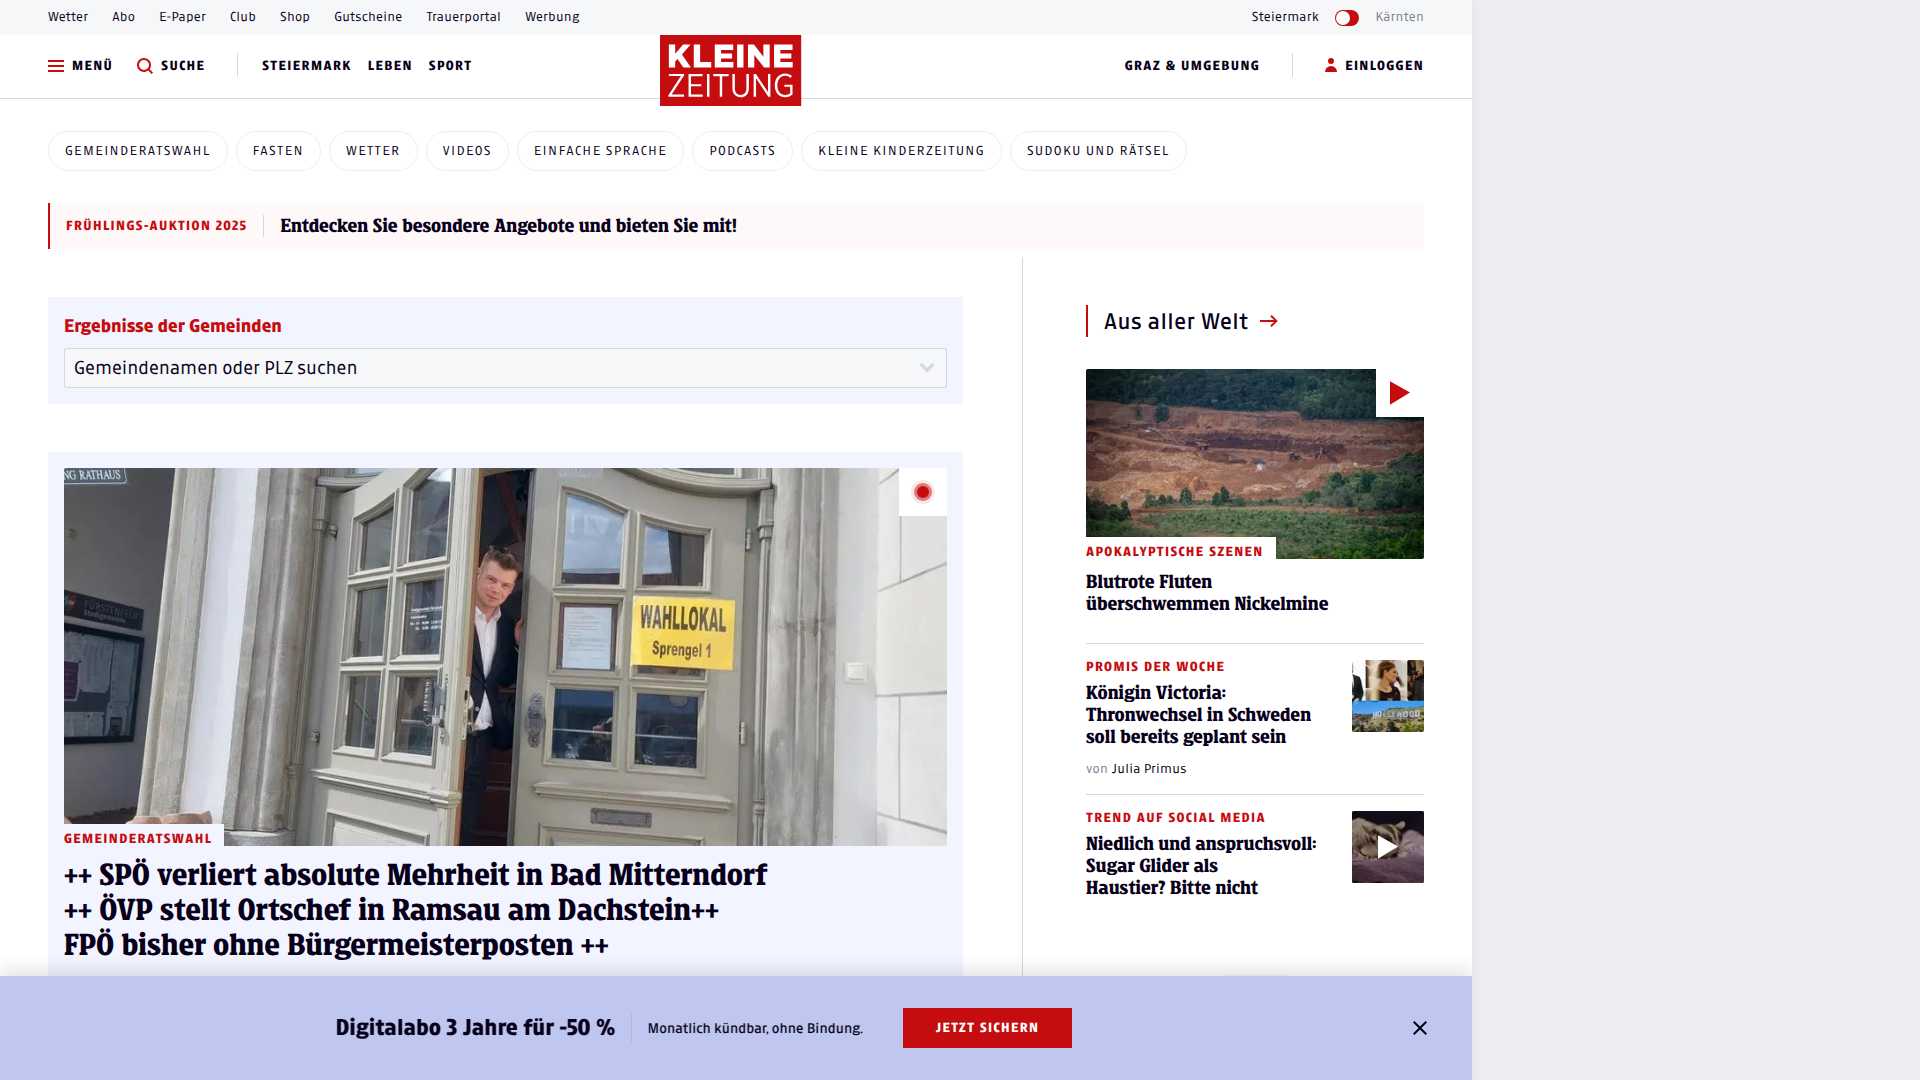 Wetter Abo E-Paper Club Shop Gutscheine Trauerportal Werbung Steiermark Kärnten
MENÜ SUCHE STEIERMARK LEBEN SPORT KLEINE ZEITUNG GRAZ & UMGEBUNG EINLOGGEN
GEMEINDERATSWAHL FASTEN WETTER VIDEOS EINFACHE SPRACHE PODCASTS KLEINE KINDERZEITUNG SUDOKU UND RÄTSEL
FRÜHLINGS-AUKTION 2025 Entdecken Sie besondere Angebote und bieten Sie mit!
Ergebnisse der Gemeinden
Gemeindenamen oder PLZ suchen
NG RATHAUS
FÜRSTENFELD
WAHLLOKAL
Sprengel 1
GEMEINDERATSWAHL
++ SPÖ verliert absolute Mehrheit in Bad Mitterndorf
++ ÖVP stellt Ortschef in Ramsau am Dachstein++
FPÖ bisher ohne Bürgermeisterposten ++
Aus aller Welt
APOKALYPTISCHE SZENEN
Blutrote Fluten
überschwemmen Nickelmine
PROMIS DER WOCHE
Königin Victoria:
Thronwechsel in Schweden
soll bereits geplant sein
von Julia Primus
HOLLYWOOD
TREND AUF SOCIAL MEDIA
Niedlich und anspruchsvoll:
Sugar Glider als
Haustier? Bitte nicht
Digitalabo 3 Jahre für -50 % Monatlich kündbar, ohne Bindung. JETZT SICHERN